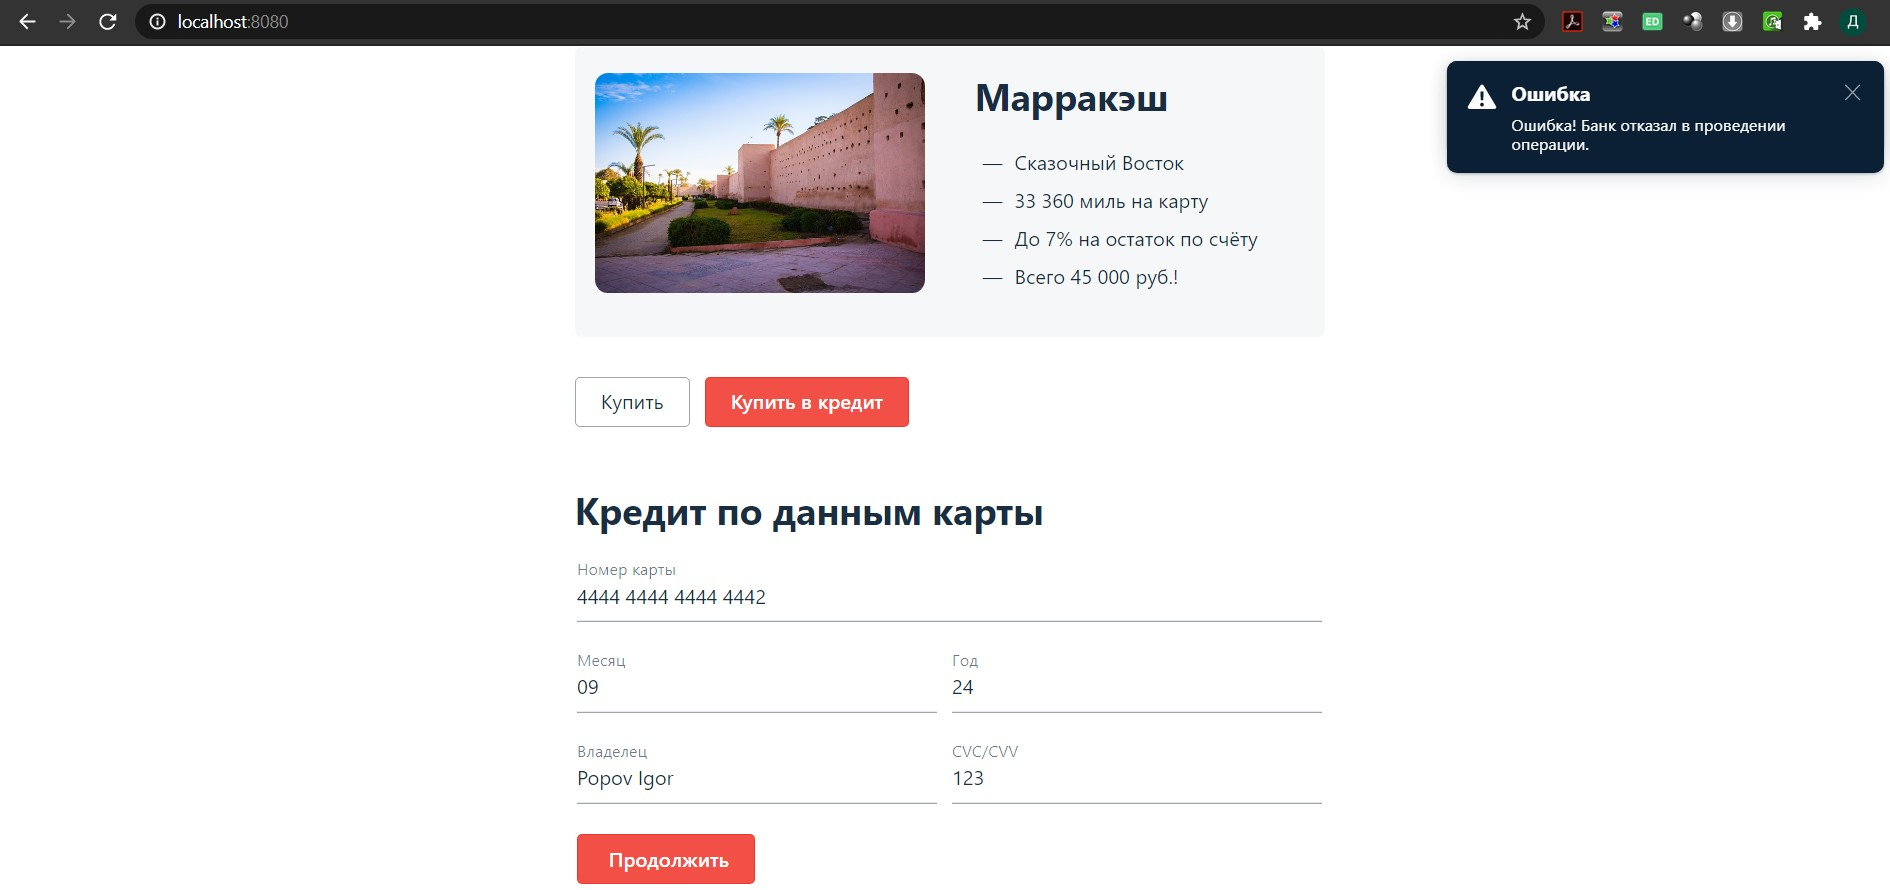 localhost:8080
ED
Д
Марракэш
— Сказочный Восток
— 33 360 миль на карту
— До 7% на остаток по счёту
— Всего 45 000 руб.!
Ошибка
Ошибка! Банк отказал в проведении
операции.
Купить
Купить в кредит
Кредит по данным карты
Номер карты
4444 4444 4444 4442
Месяц
Год
09
24
Владелец
CVC/CVV
Popov Igor
123
Продолжить